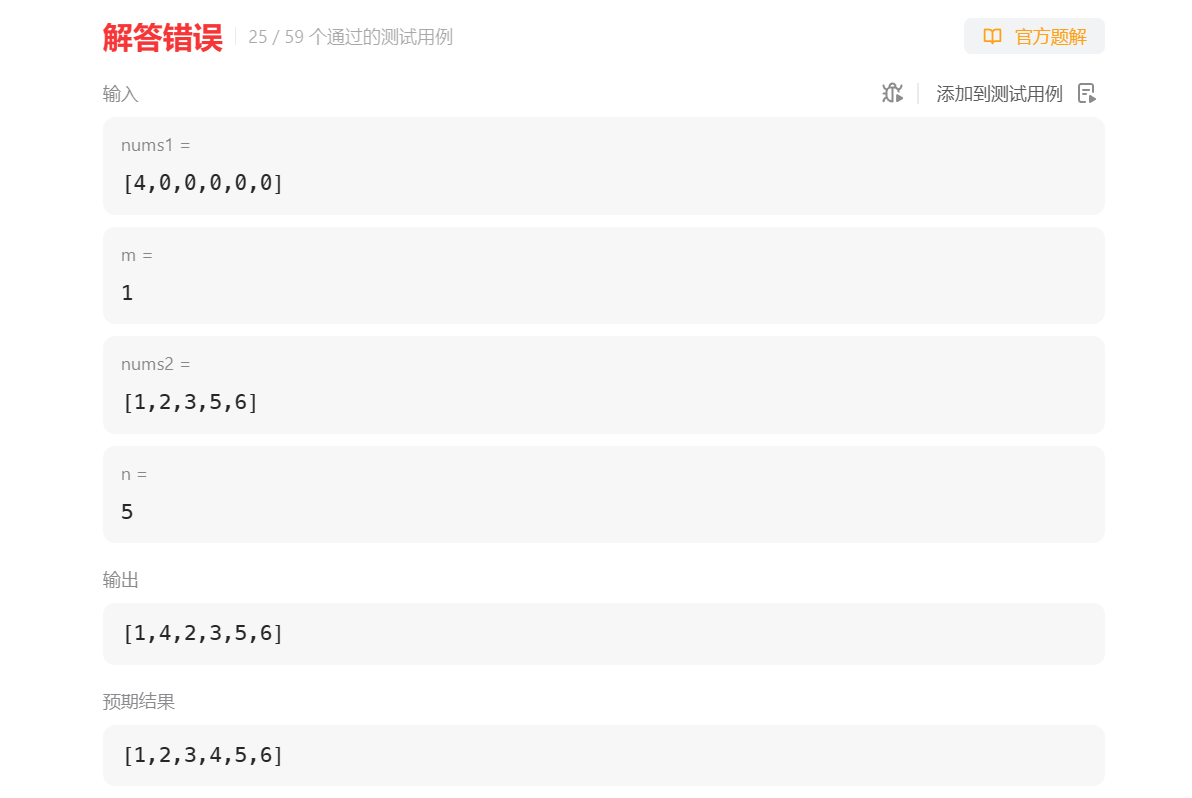 解答错误 25 / 59 个通过的测试用例 官方题解
输入 添加到测试用例
nums1 =
[4,0,0,0,0,0]
m =
1
nums2 =
[1,2,3,5,6]
n =
5
输出
[1,4,2,3,5,6]
预期结果
[1,2,3,4,5,6]